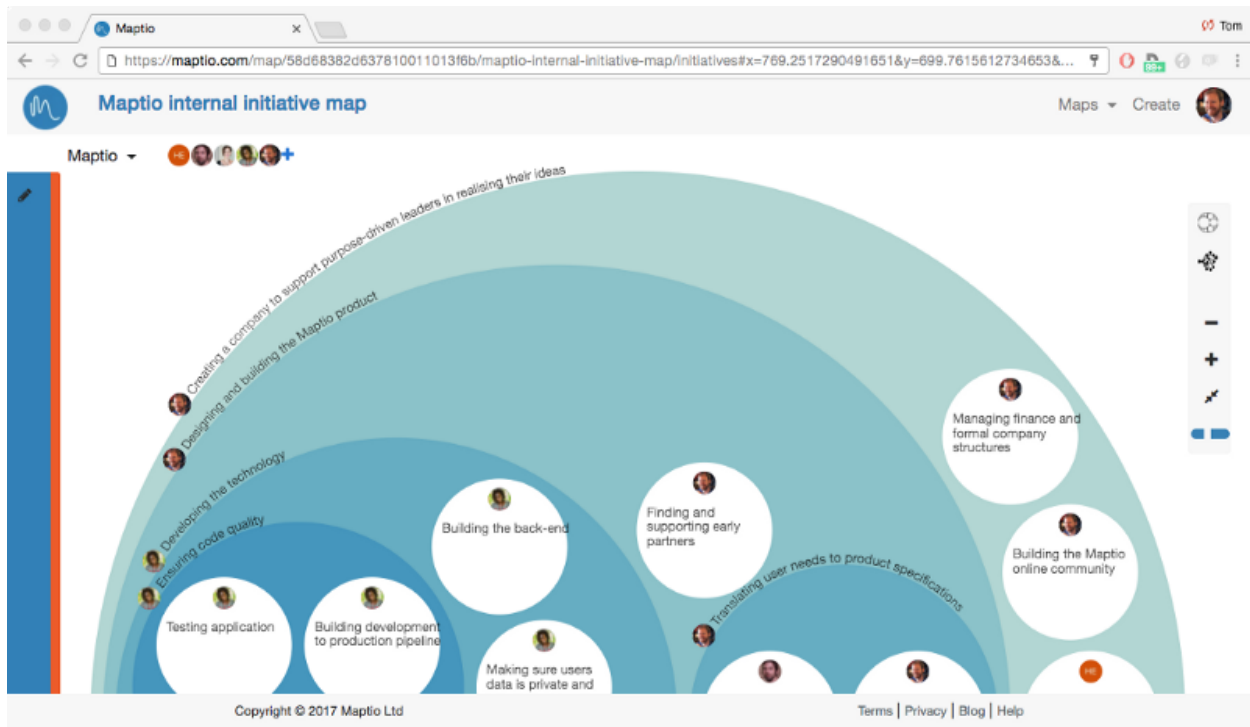 Maptio
Tom
https://maptio.com/map/58d68382d637810011013f6b/maptio-internal-initiative-map/initiatives#x=769.2517290491651&y=699.7615612734653&...
99+
Maptio internal initiative map
Maps
Create
Maptio
HE
Creating a company to support purpose-driven leaders in realising their ideas
Designing and building the Maptio product
Developing the technology
Ensuring code quality
Managing finance and
formal company
structures
Building the back-end
Finding and
supporting early
partners
Building the Maptio
online community
Translating user needs to product specifications
Testing application
Building development
to production pipeline
Making sure users
data is private and
HE
Copyright © 2017 Maptio Ltd
Terms | Privacy | Blog | Help